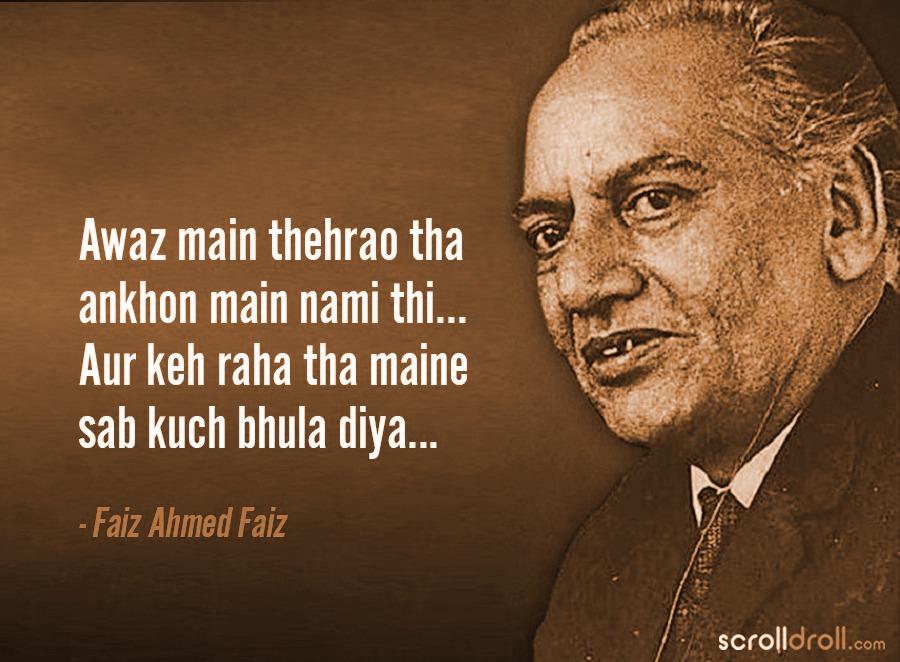 Awaz main thehrao tha
ankhon main nami thi...
Aur keh raha tha maine
sab kuch bhula diya...
- Faiz Ahmed Faiz
scrolldroll.com